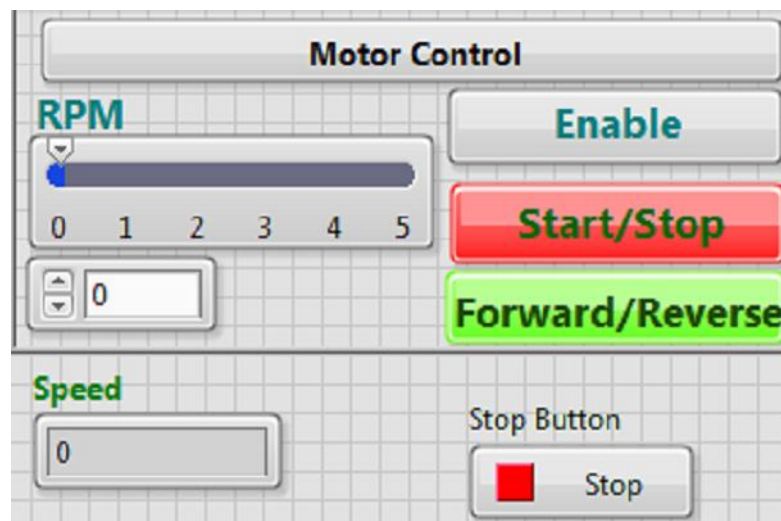 Motor Control
RPM
Enable
0 1 2 3 4 5
Start/Stop
0
Forward/Reverse
Speed
0
Stop Button
Stop